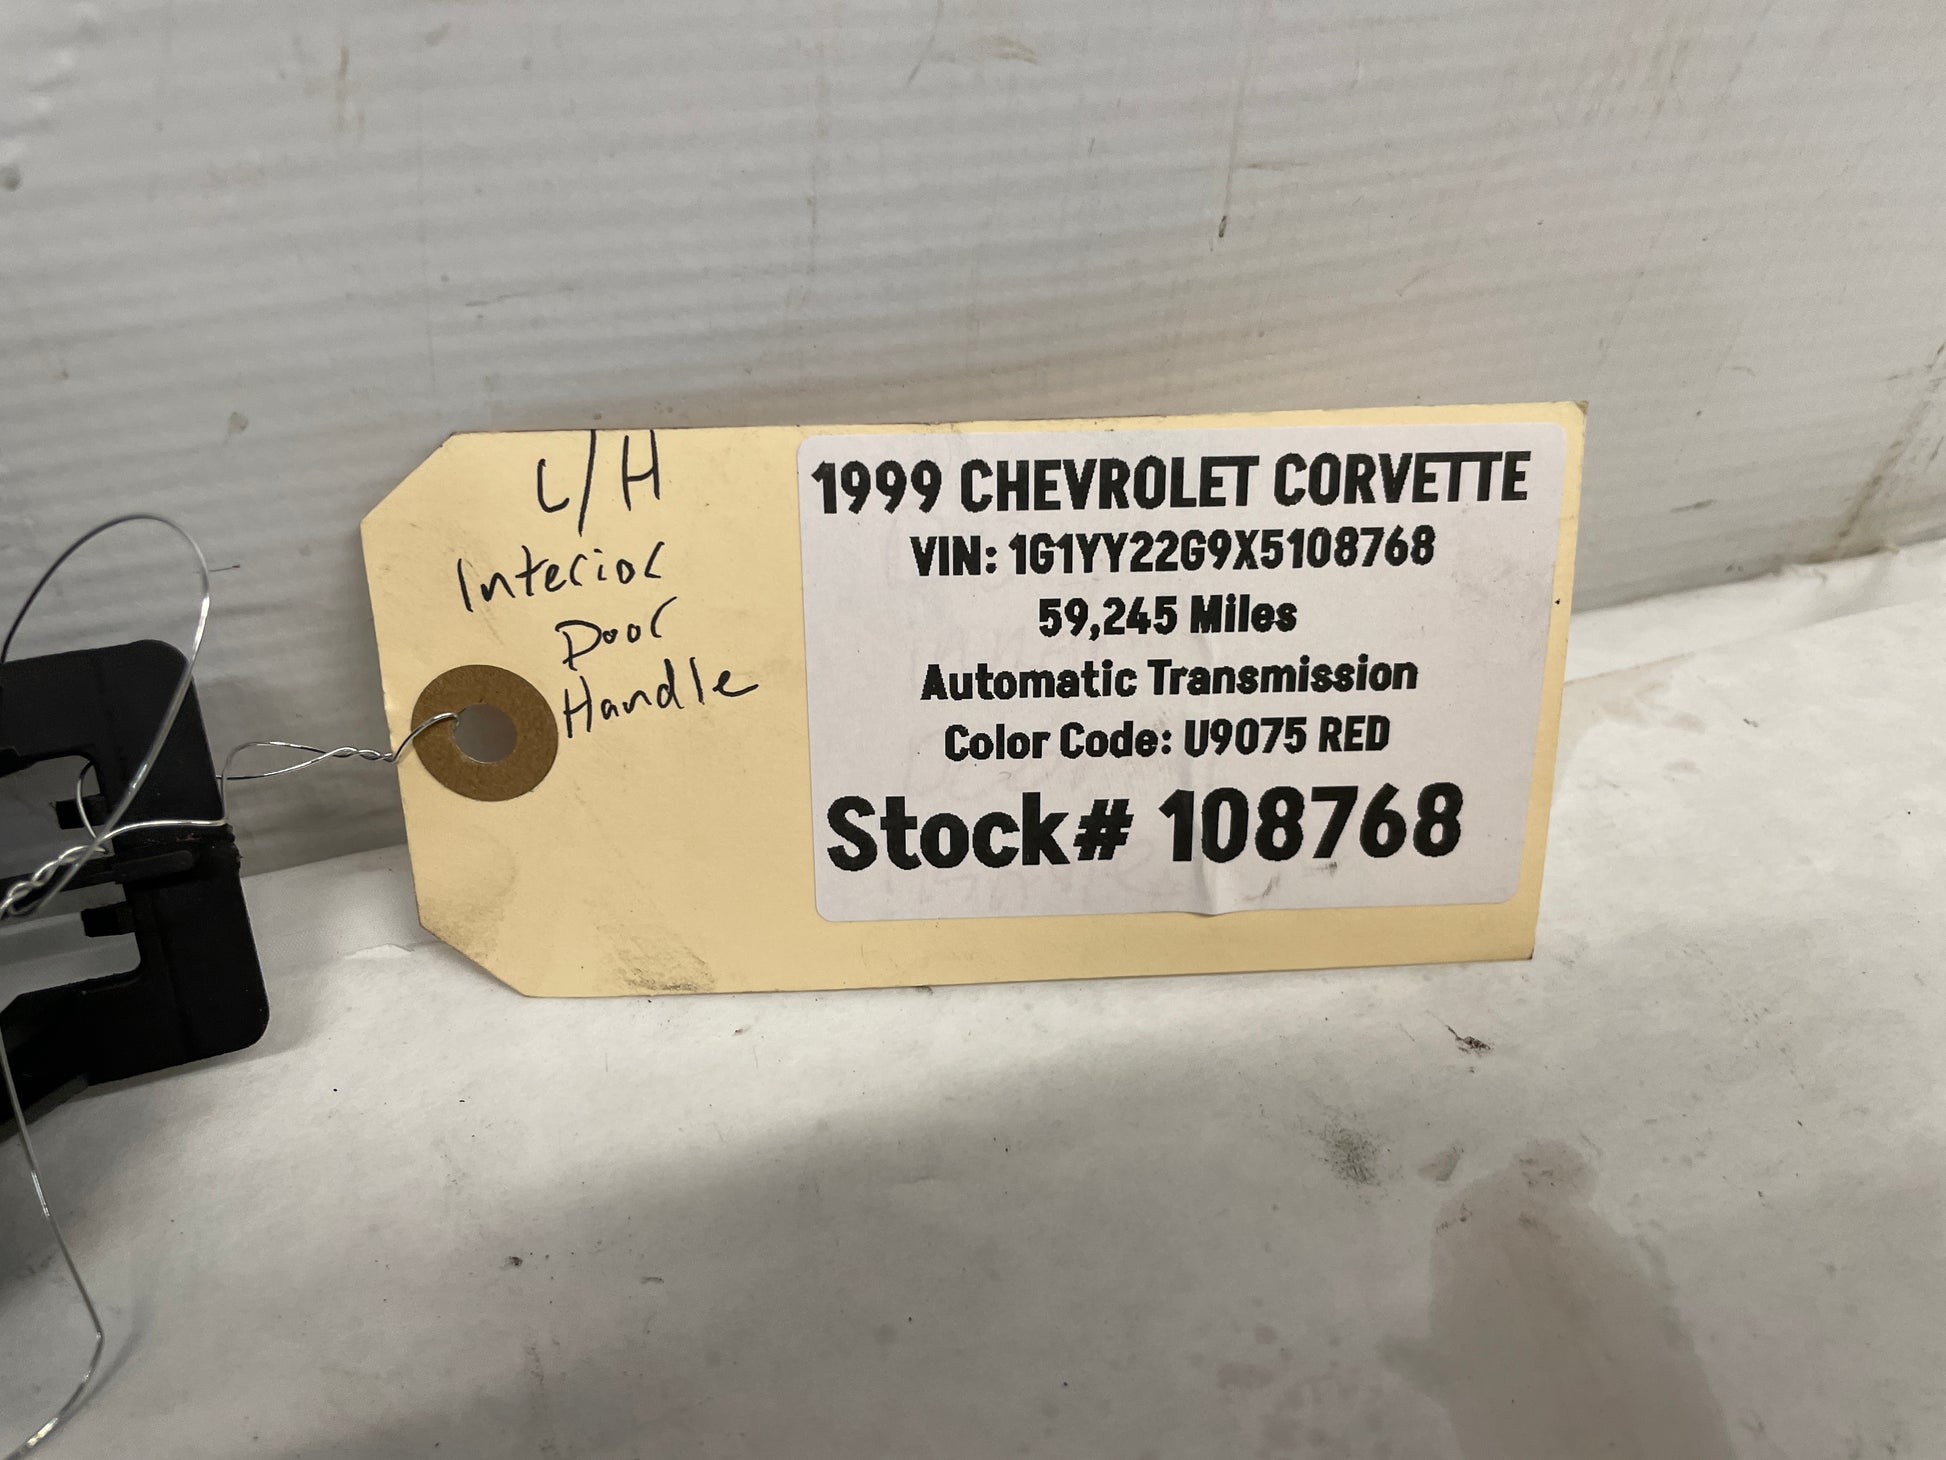 L/H
Interior
Door
Handle
1999 CHEVROLET CORVETTE
VIN: 1G1YY22G9X5108768
59,245 Miles
Automatic Transmission
Color Code: U9075 RED
Stock# 108768